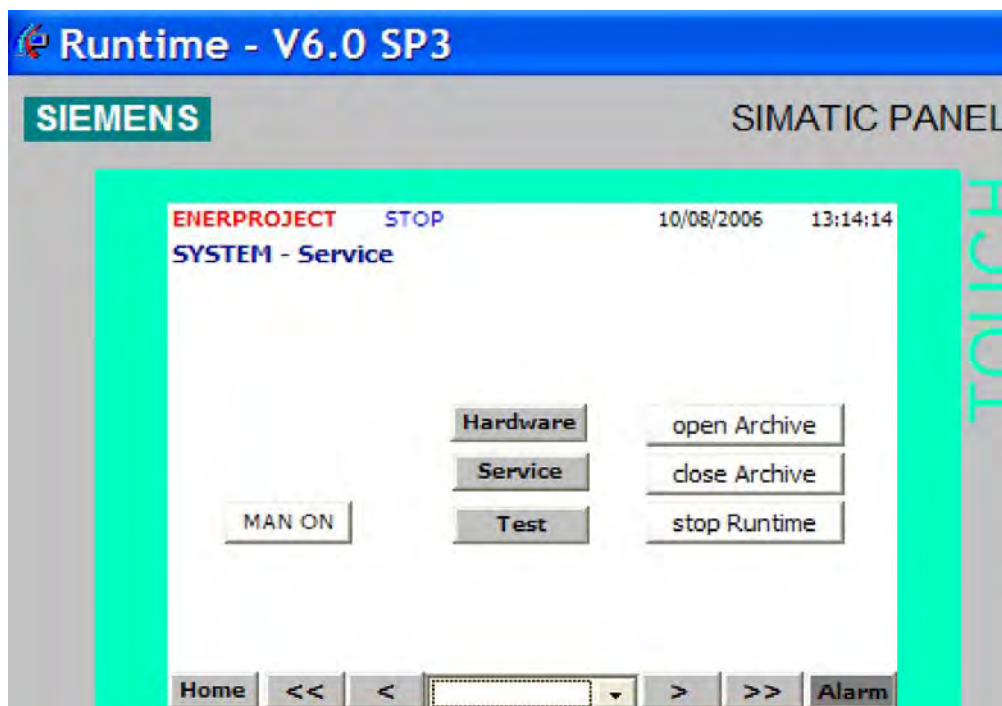 Runtime - V6.0 SP3
SIEMENS SIMATIC PANEL
TOUCH
ENERPROJECT STOP 10/08/2006 13:14:14
SYSTEM - Service
Hardware open Archive
Service close Archive
MAN ON Test stop Runtime
Home << < > >> Alarm